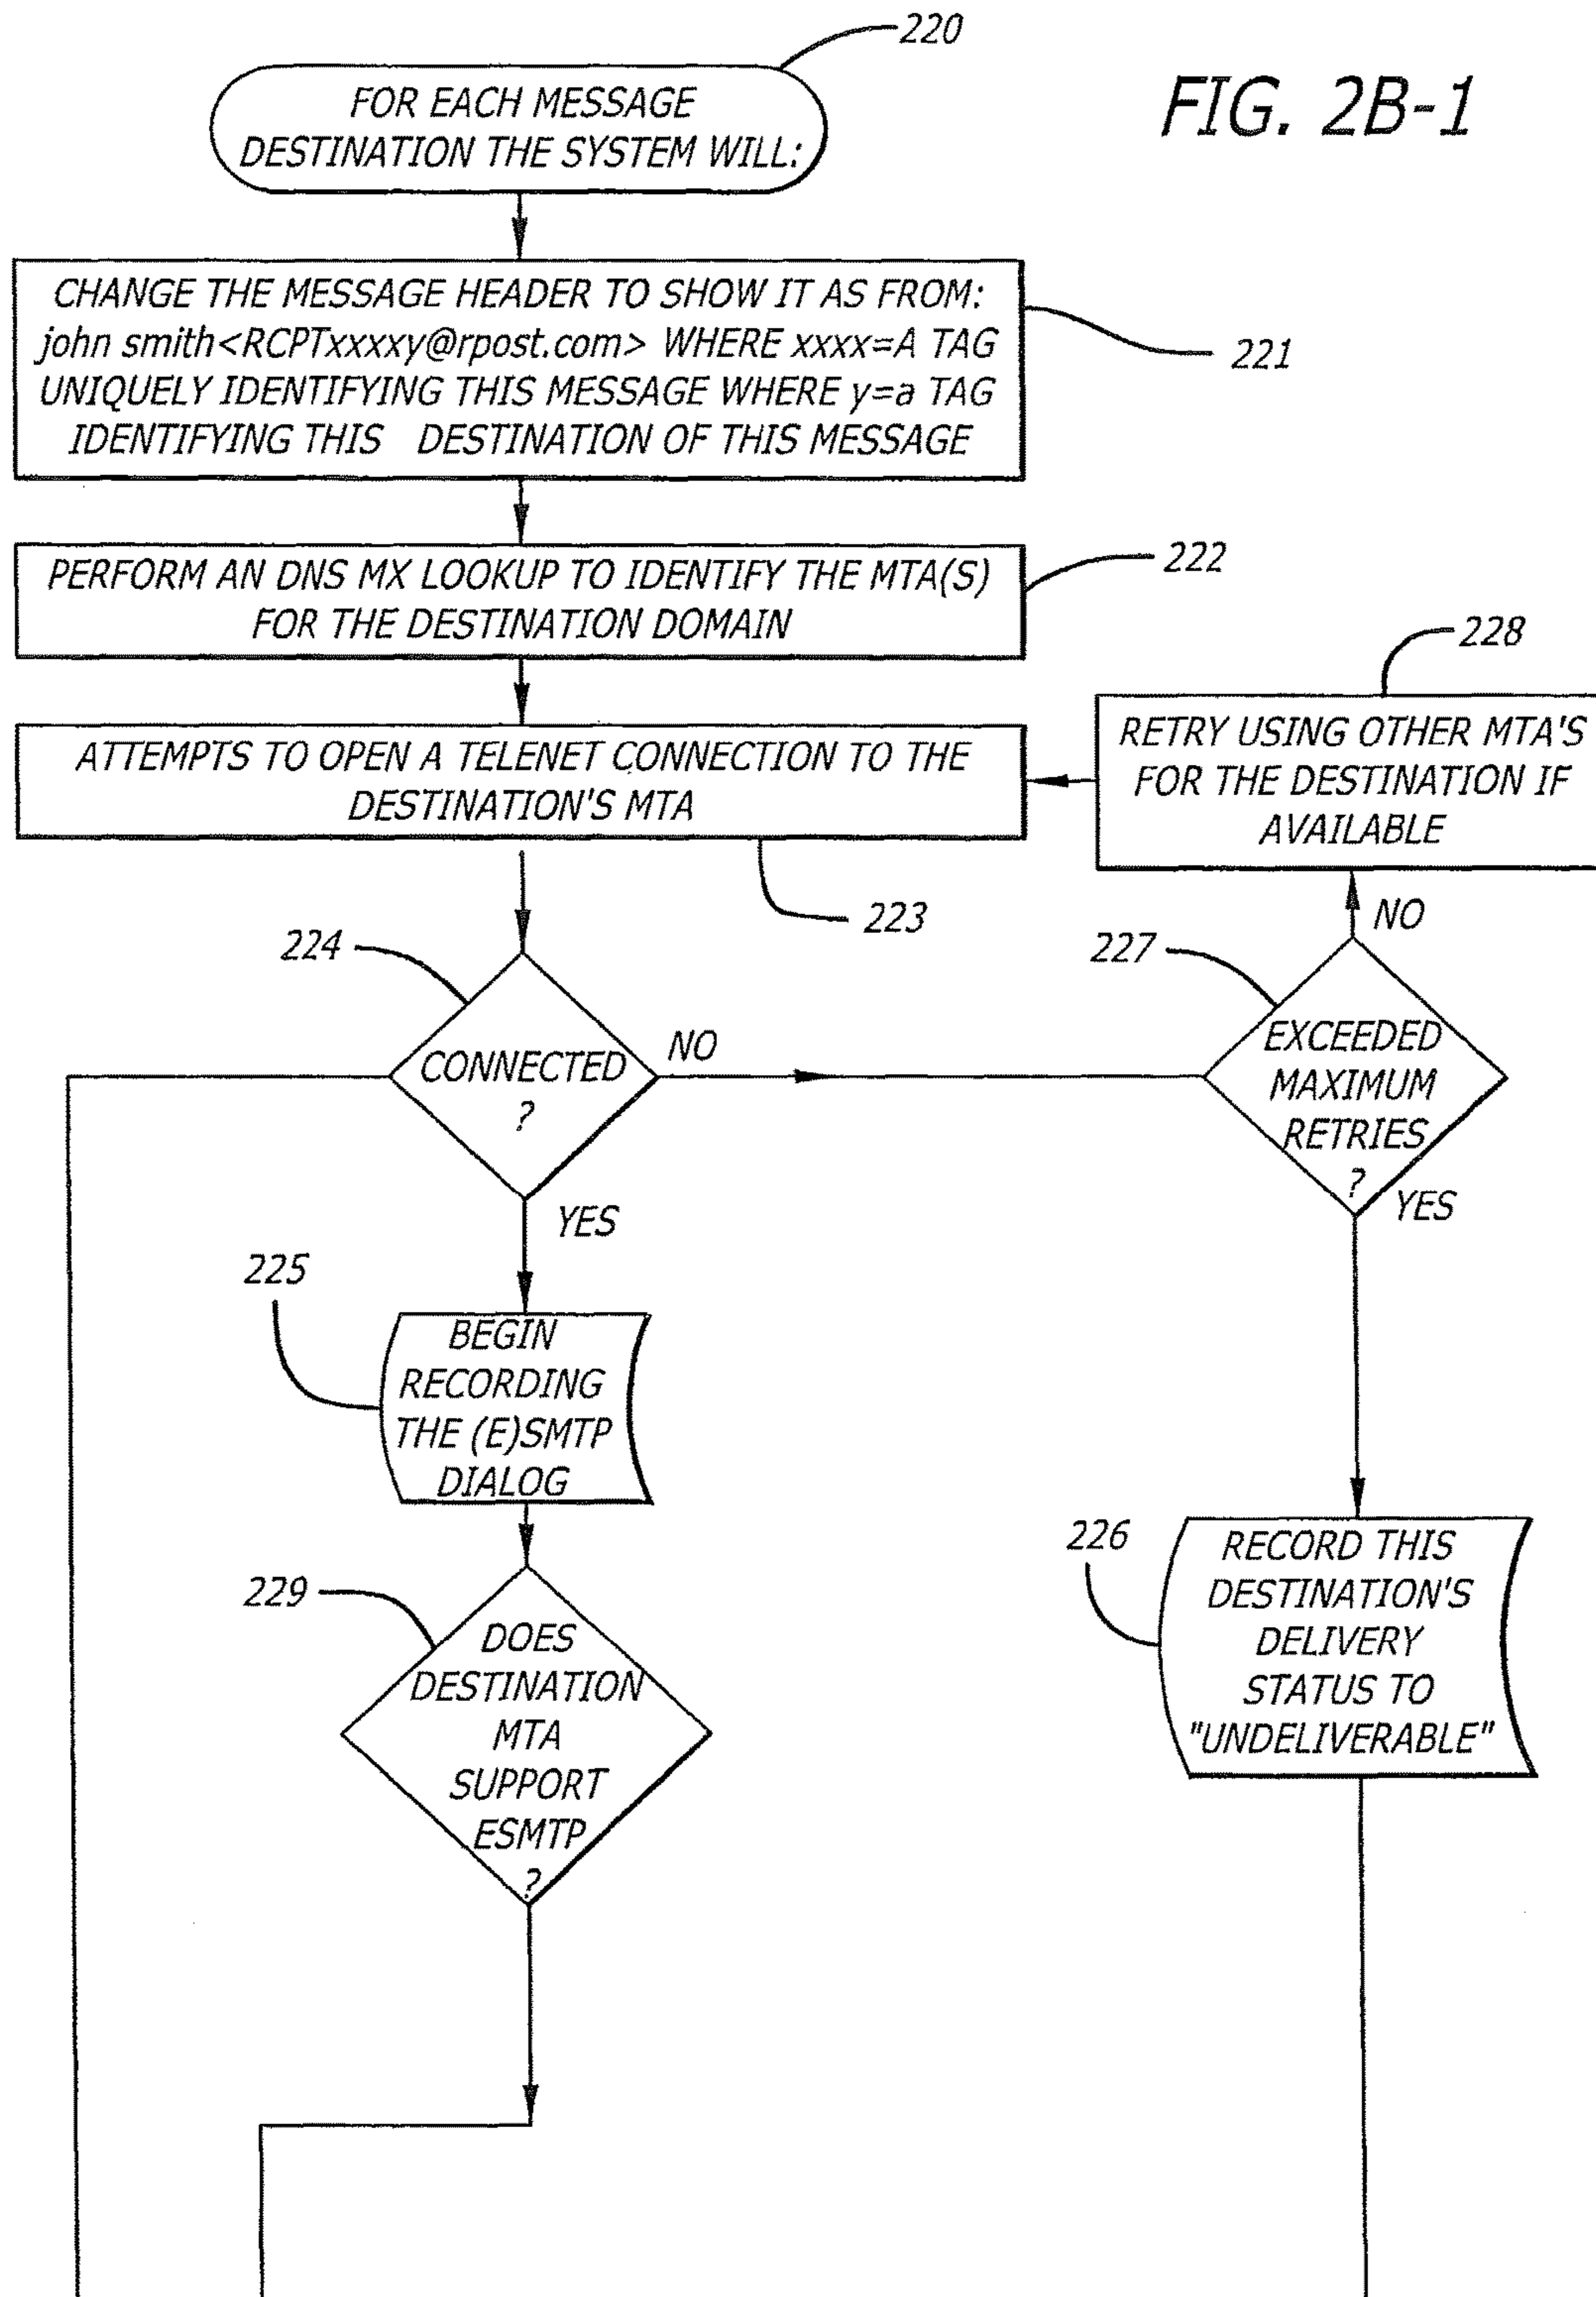 220
FIG. 2B-1
FOR EACH MESSAGE
DESTINATION THE SYSTEM WILL:
CHANGE THE MESSAGE HEADER TO SHOW IT AS FROM:
john smith<RCPTxxxxy@rpost.com> WHERE xxxx=A TAG
UNIQUELY IDENTIFYING THIS MESSAGE WHERE y=a TAG
IDENTIFYING THIS DESTINATION OF THIS MESSAGE
221
PERFORM AN DNS MX LOOKUP TO IDENTIFY THE MTA(S)
FOR THE DESTINATION DOMAIN
222
228
ATTEMPTS TO OPEN A TELENET CONNECTION TO THE
DESTINATION'S MTA
RETRY USING OTHER MTA'S
FOR THE DESTINATION IF
AVAILABLE
223
NO
224
227
CONNECTED
?
NO
EXCEEDED
MAXIMUM
RETRIES
?
YES
YES
225
BEGIN
RECORDING
THE (E)SMTP
DIALOG
226
RECORD THIS
DESTINATION'S
DELIVERY
STATUS TO
"UNDELIVERABLE"
229
DOES
DESTINATION
MTA
SUPPORT
ESMTP
?